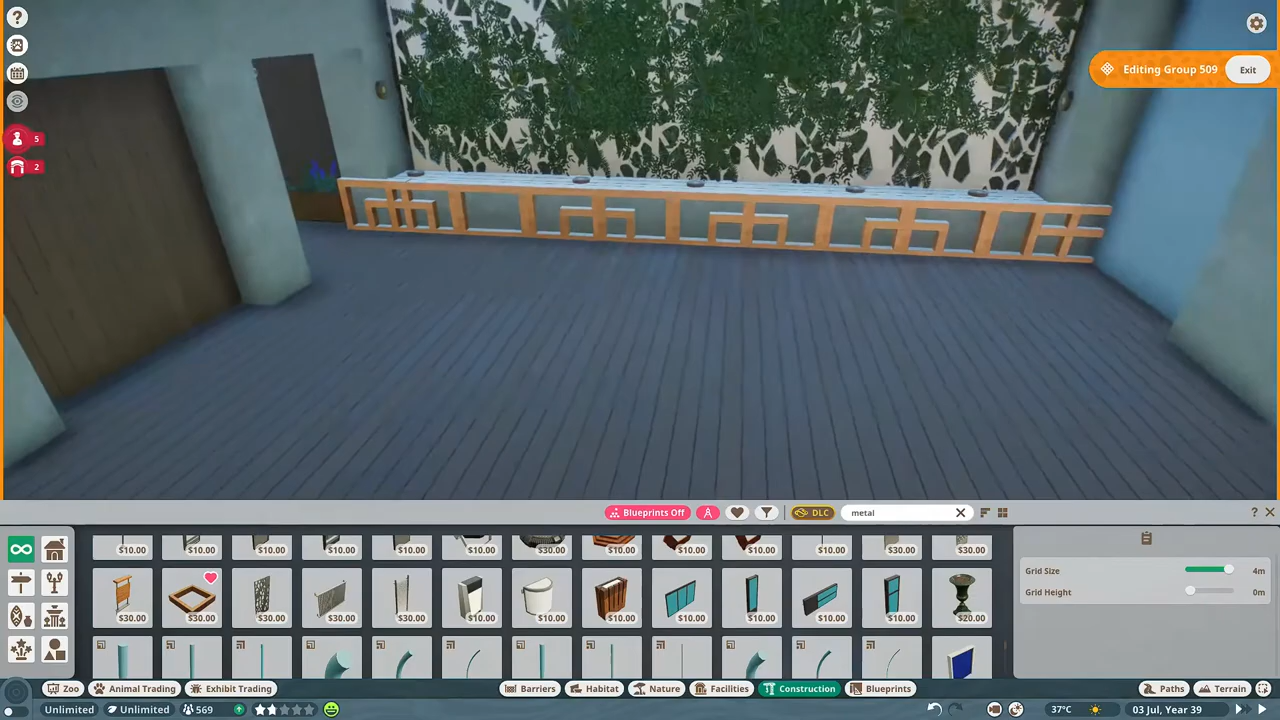 ?
Editing Group 509 Exit
5
2
Blueprints Off DLC metal ? 
$10.00 $10.00 $10.00 $10.00 $10.00 $10.00 $30.00 $10.00 $10.00 $10.00 $10.00 $30.00 $30.00
Grid Size 4m
Grid Height 0m
$30.00 $30.00 $30.00 $30.00 $30.00 $10.00 $10.00 $10.00 $10.00 $10.00 $10.00 $10.00 $20.00
Zoo Animal Trading Exhibit Trading Barriers Habitat Nature Facilities Construction Blueprints Paths Terrain
Unlimited Unlimited 569 37°C 03 Jul, Year 39